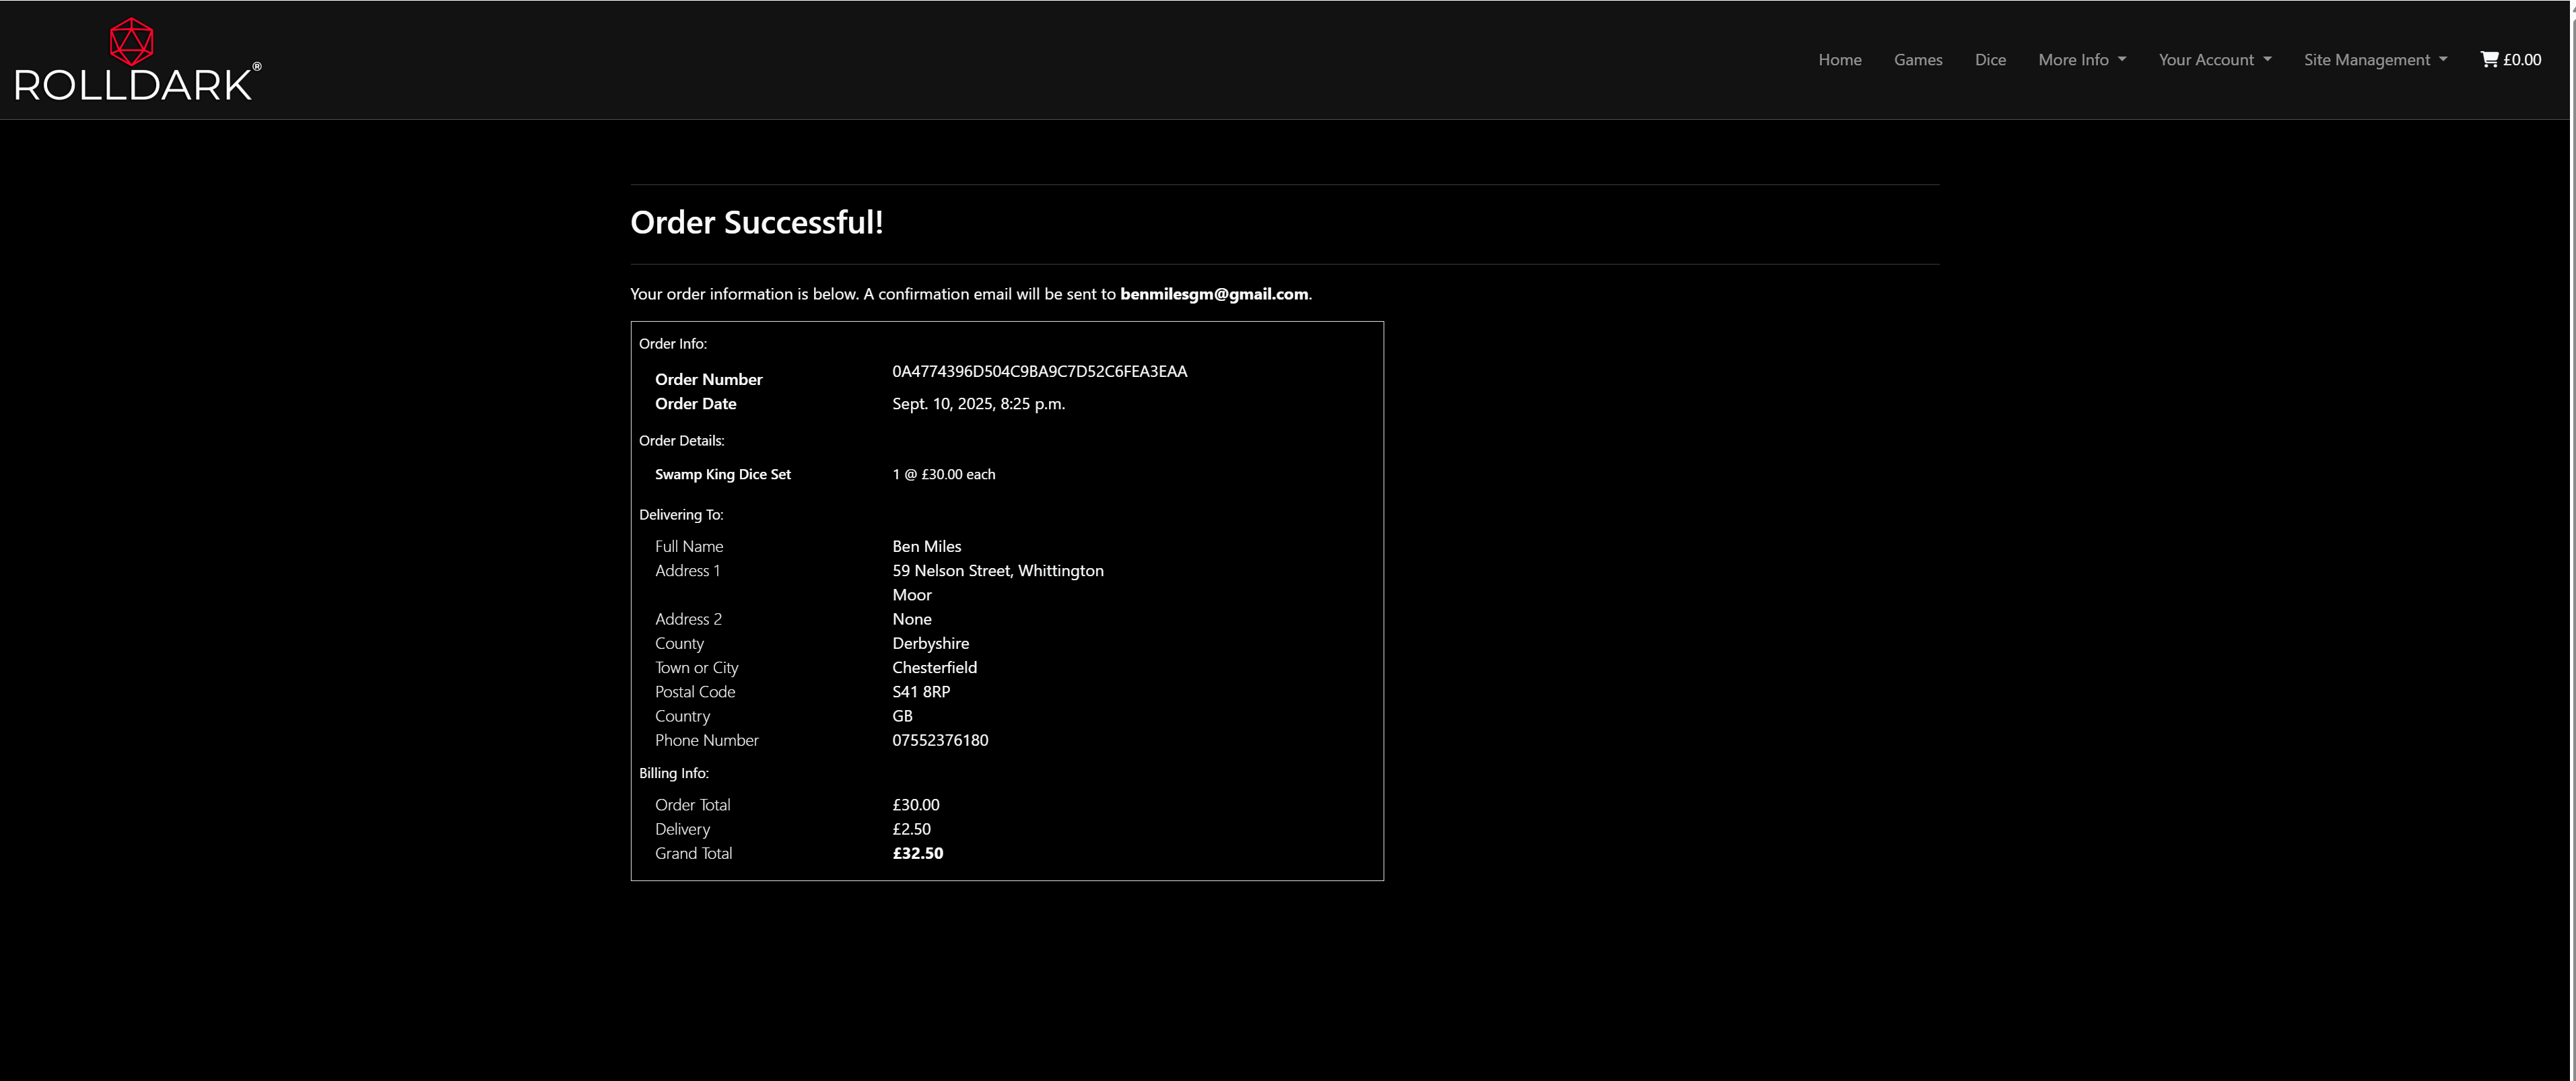 ROLLDARK®
Home Games Dice More Info Your Account Site Management £0.00
Order Successful!
Your order information is below. A confirmation email will be sent to benmilesgm@gmail.com.
Order Info:
Order Number 0A4774396D504C9BA9C7D52C6FEA3EAA
Order Date Sept. 10, 2025, 8:25 p.m.
Order Details:
Swamp King Dice Set 1 @ £30.00 each
Delivering To:
Full Name Ben Miles
Address 1 59 Nelson Street, Whittington
Moor
Address 2 None
County Derbyshire
Town or City Chesterfield
Postal Code S41 8RP
Country GB
Phone Number 07552376180
Billing Info:
Order Total £30.00
Delivery £2.50
Grand Total £32.50